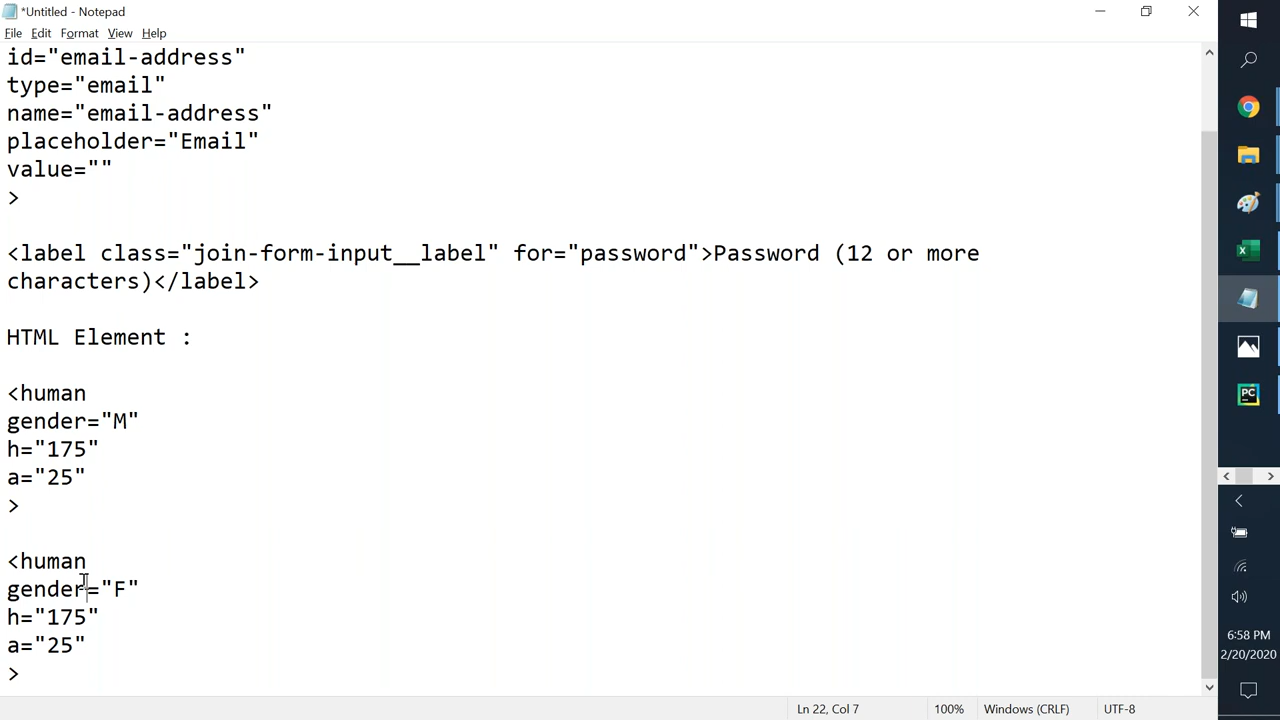 *Untitled - Notepad
File Edit Format View Help
id="email-address"
type="email"
name="email-address"
placeholder="Email"
value=""
>
<label class="join-form-input__label" for="password">Password (12 or more
characters)</label>
HTML Element :
<human
gender="M"
h="175"
a="25"
>
<human
gender="F"
h="175"
a="25"
>
Ln 22, Col 7 100% Windows (CRLF) UTF-8
PC
6:58 PM
2/20/2020